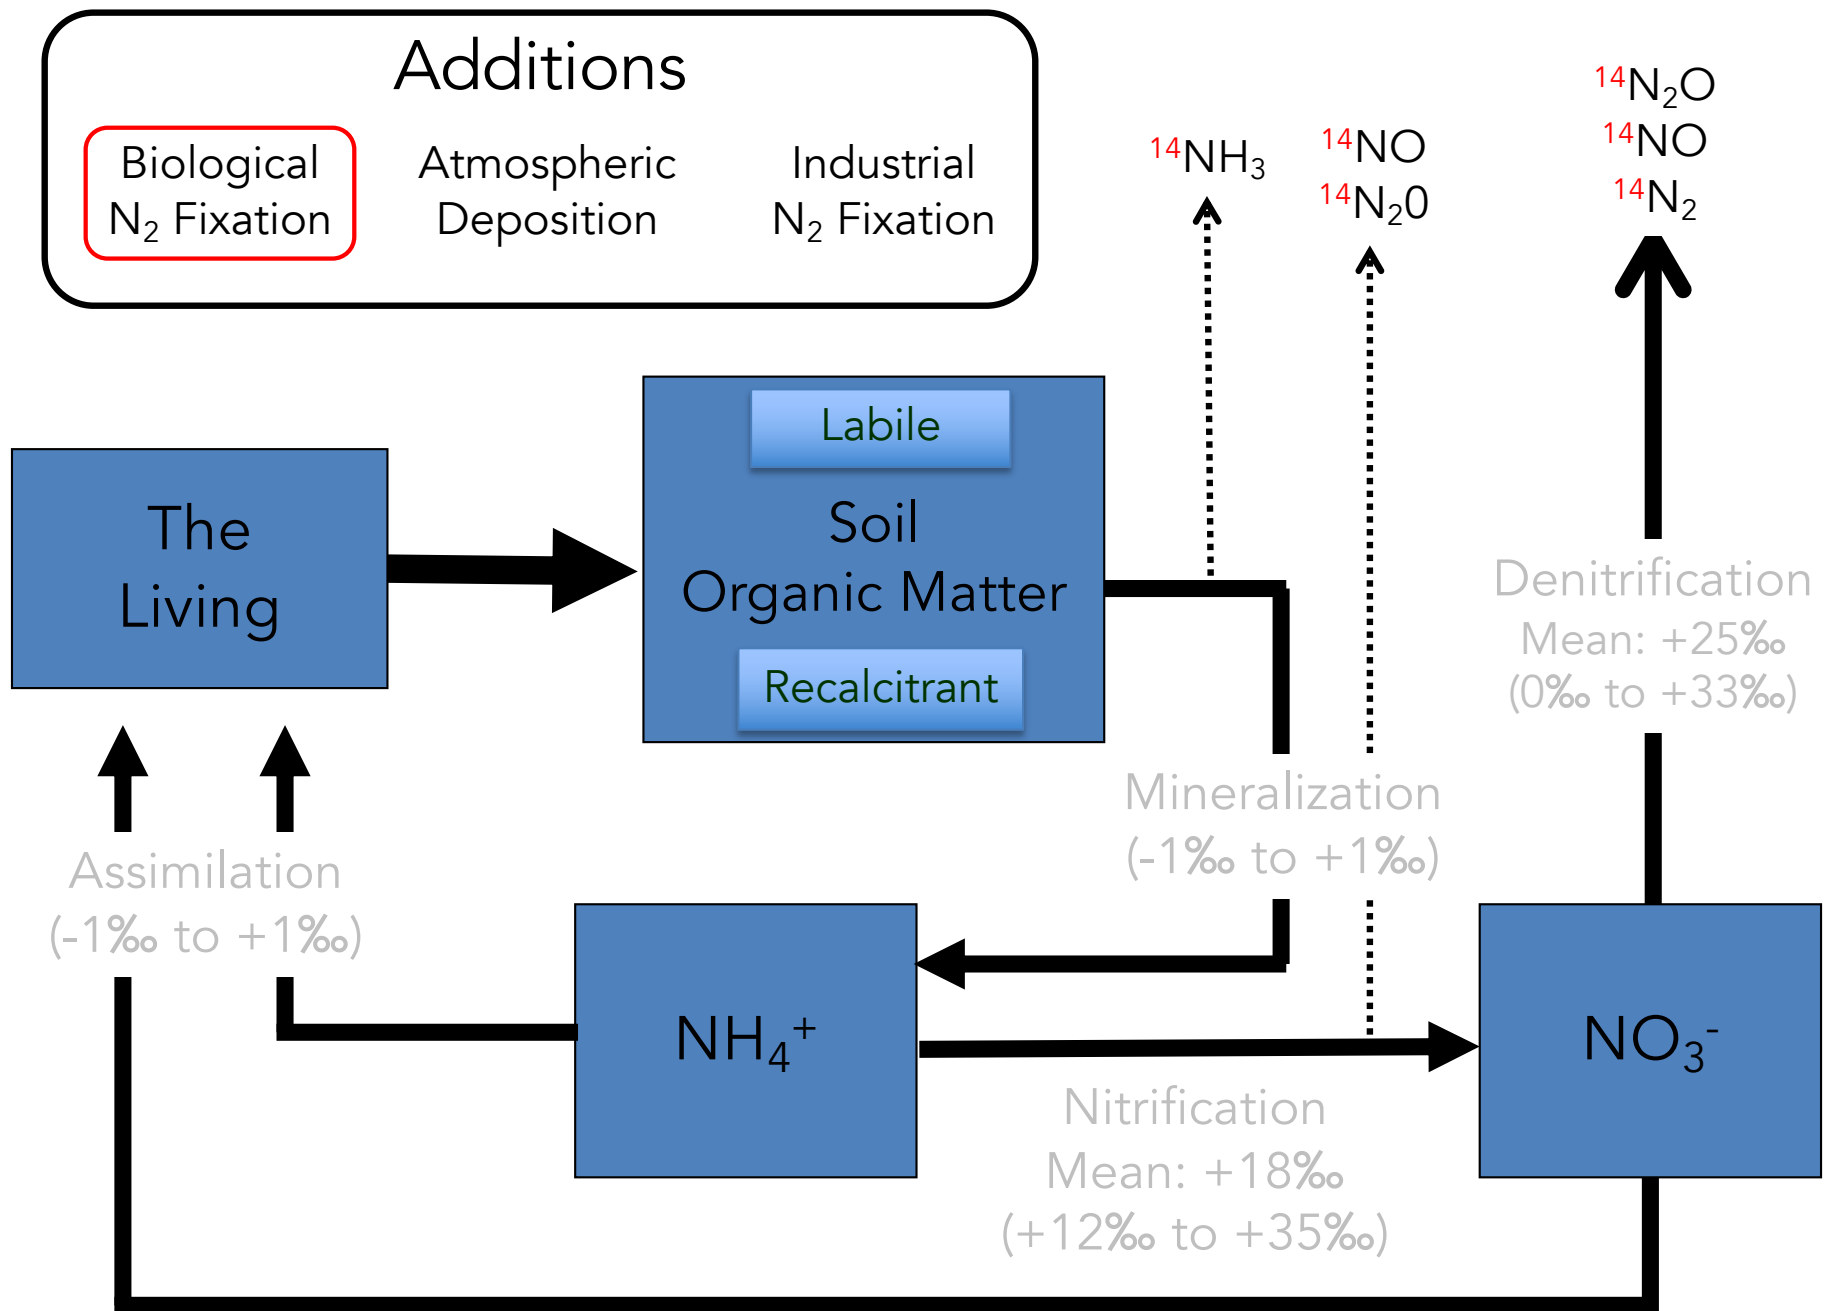 Additions
Biological
N₂ Fixation
Atmospheric
Deposition
Industrial
N₂ Fixation
¹⁴NH₃
¹⁴NO
¹⁴N₂0
¹⁴N₂O
¹⁴NO
¹⁴N₂
The
Living
Labile
Soil
Organic Matter
Recalcitrant
Denitrification
Mean: +25‰
(0‰ to +33‰)
Mineralization
(-1‰ to +1‰)
Assimilation
(-1‰ to +1‰)
NH₄⁺
NO₃⁻
Nitrification
Mean: +18‰
(+12‰ to +35‰)